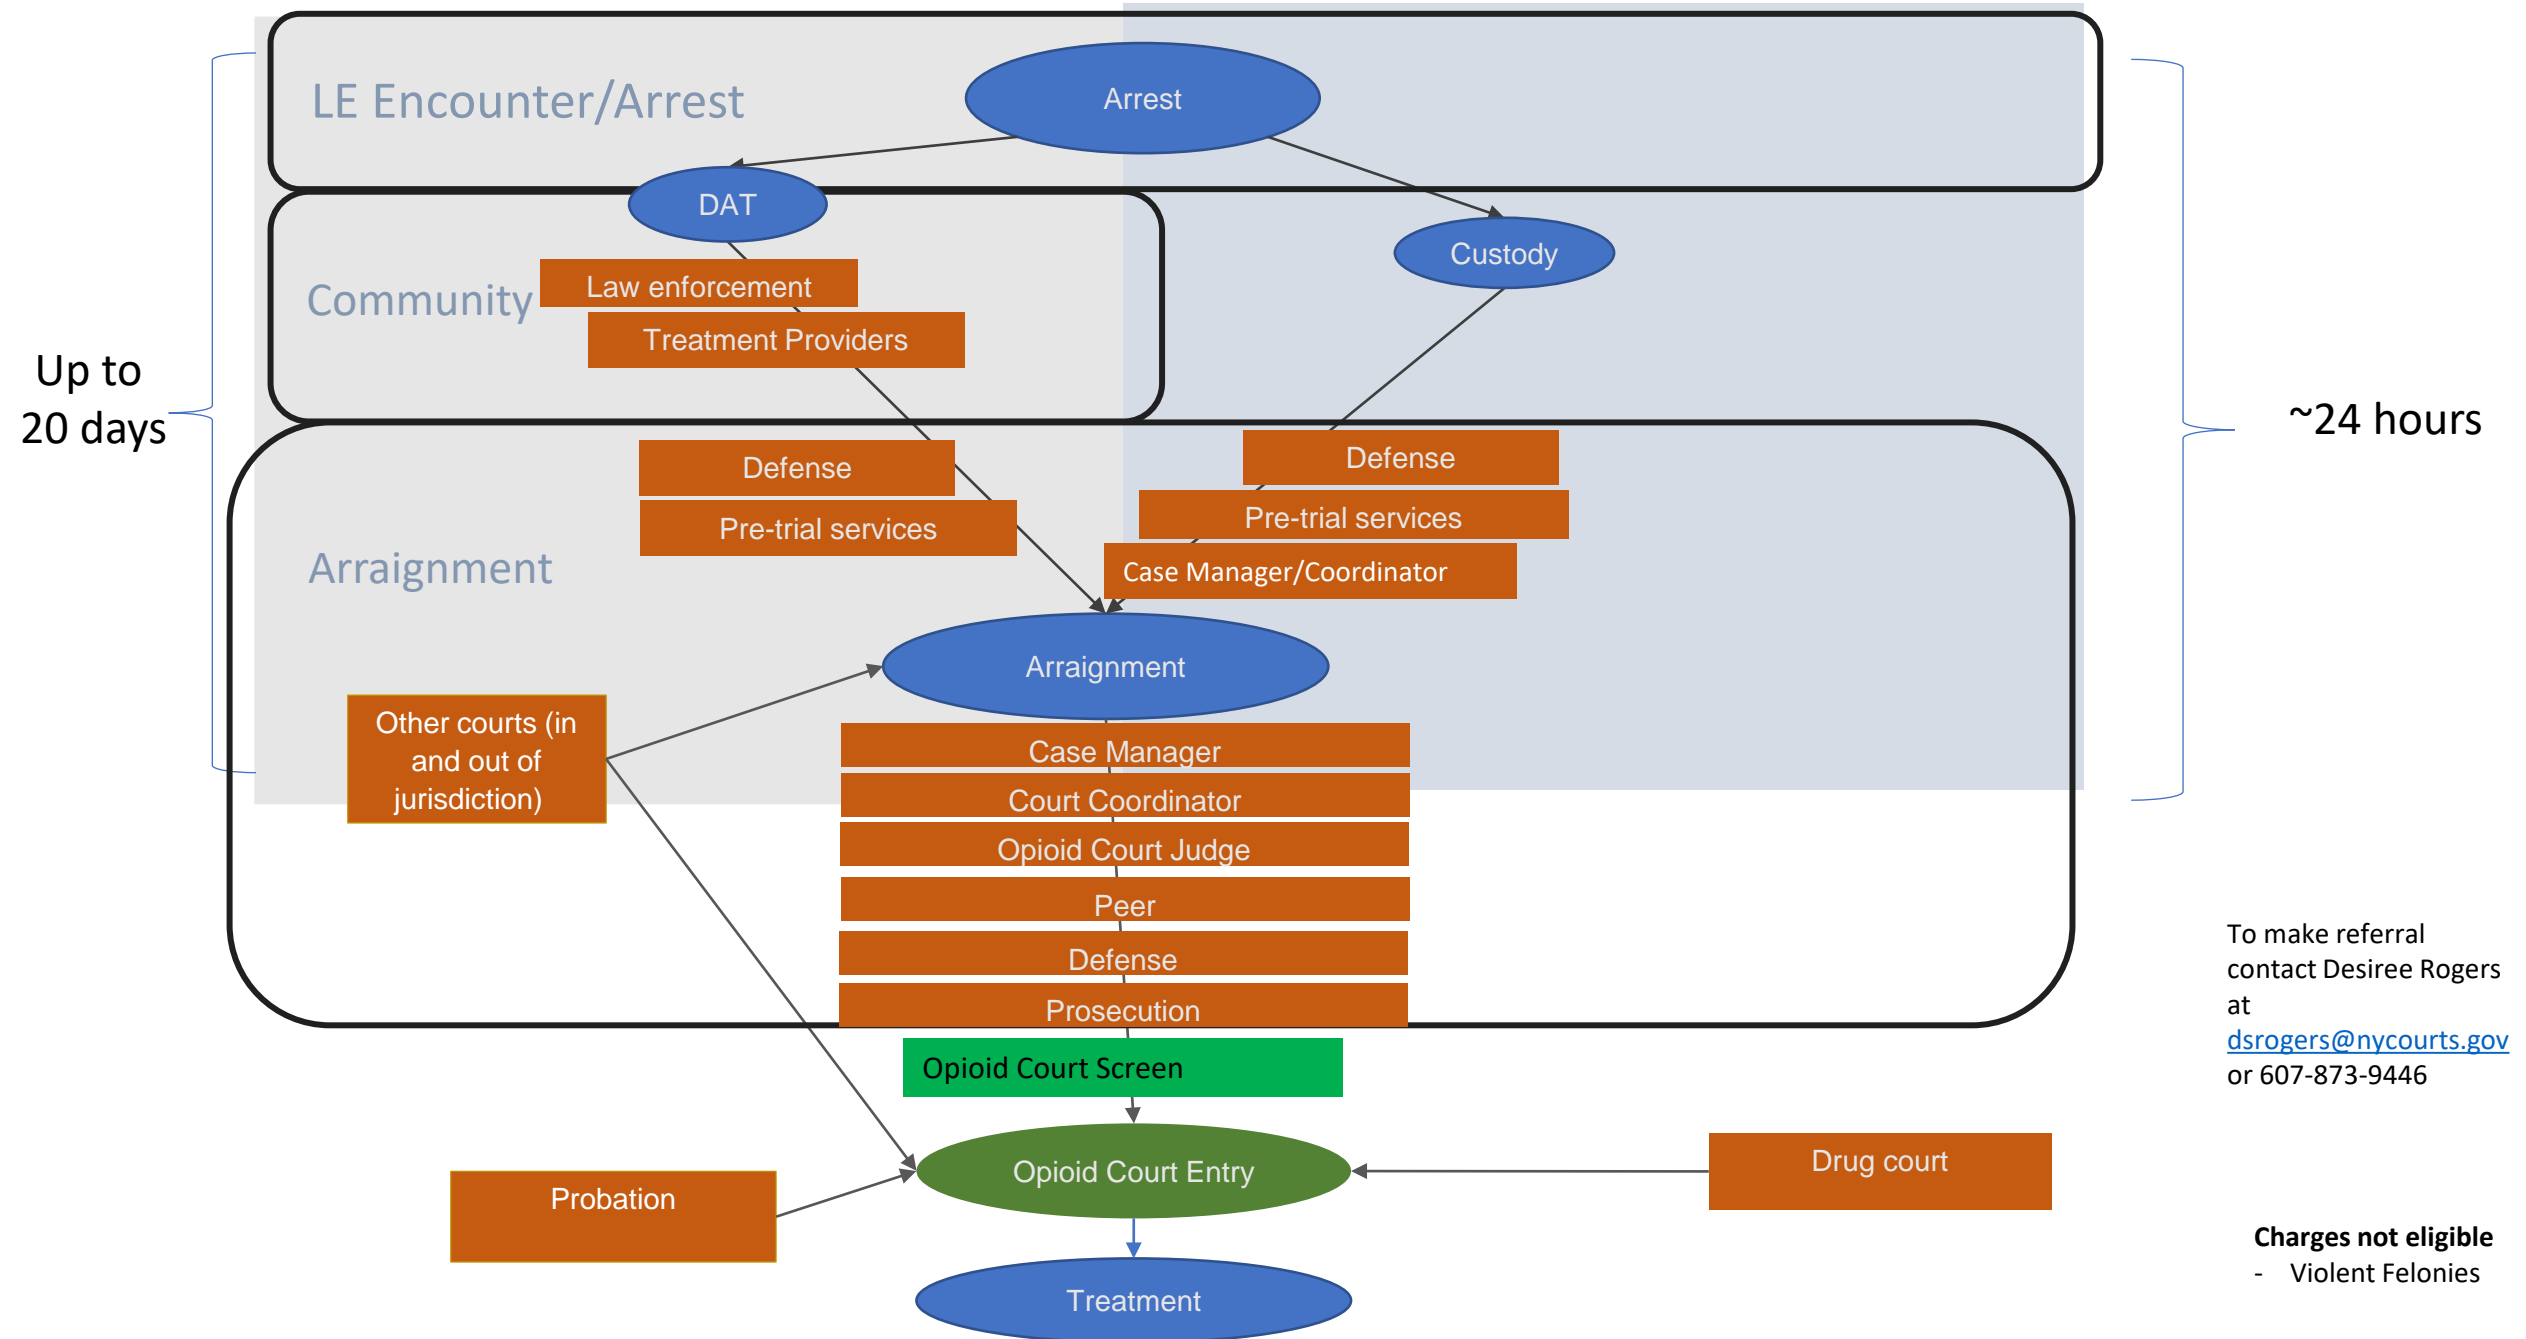 LE Encounter/Arrest
Arrest
DAT
Custody
Community
Law enforcement
Treatment Providers
Up to
20 days
~24 hours
Defense
Pre-trial services
Defense
Pre-trial services
Case Manager/Coordinator
Arraignment
Arraignment
Other courts (in
and out of
jurisdiction)
Case Manager
Court Coordinator
Opioid Court Judge
Peer
Defense
Prosecution
To make referral
contact Desiree Rogers
at
dsrogers@nycourts.gov
or 607-873-9446
Opioid Court Screen
Opioid Court Entry
Drug court
Probation
Treatment
Charges not eligible
- Violent Felonies